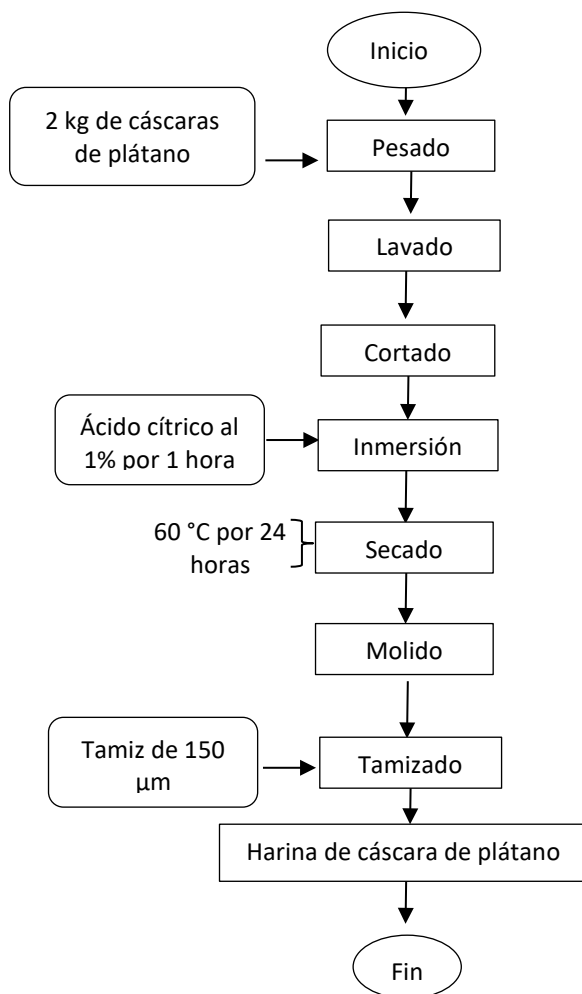 Inicio
2 kg de cáscaras
de plátano
Pesado
Lavado
Cortado
Ácido cítrico al
1% por 1 hora
Inmersión
60 °C por 24
horas
Secado
Molido
Tamiz de 150
µm
Tamizado
Harina de cáscara de plátano
Fin